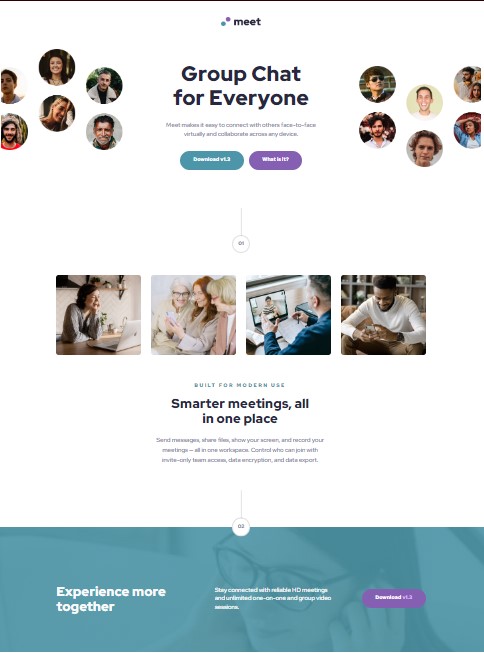 meet
Group Chat
for Everyone
Meet makes it easy to connect with others face-to-face
virtually and collaborate across any device.
Download v1.3
What is it?
01
BUILT FOR MODERN USE
Smarter meetings, all
in one place
Send messages, share files, show your screen, and record your
meetings — all in one workspace. Control who can join with
invite-only team access, data encryption, and data export.
02
Experience more
together
Stay connected with reliable HD meetings
and unlimited one-on-one and group video
sessions.
Download v1.3